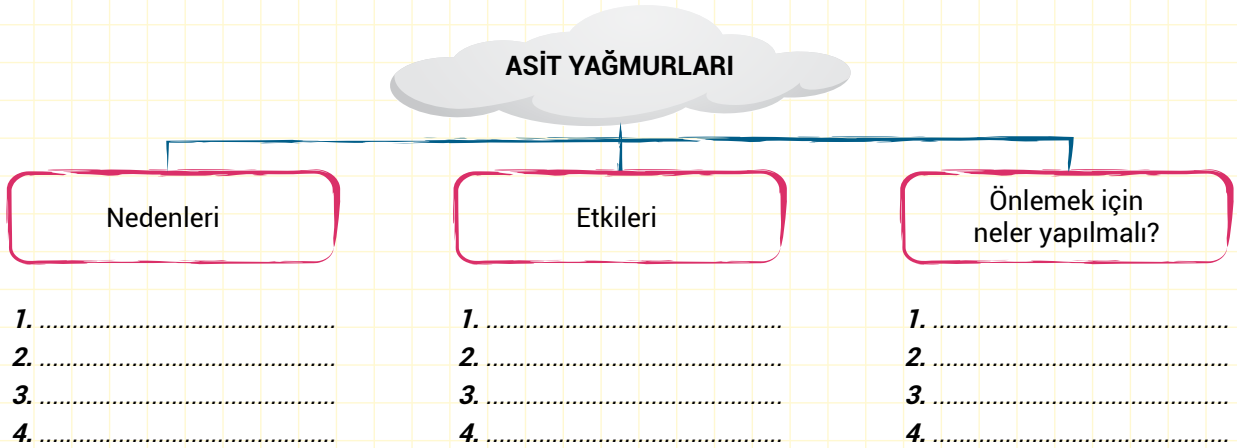 ASİT YAĞMURLARI
Nedenleri
Etkileri
Önlemek için
neler yapılmalı?
1. ..............................................
2. ..............................................
3. ..............................................
4. ..............................................
1. ..............................................
2. ..............................................
3. ..............................................
4. ..............................................
1. ..............................................
2. ..............................................
3. ..............................................
4. ..............................................